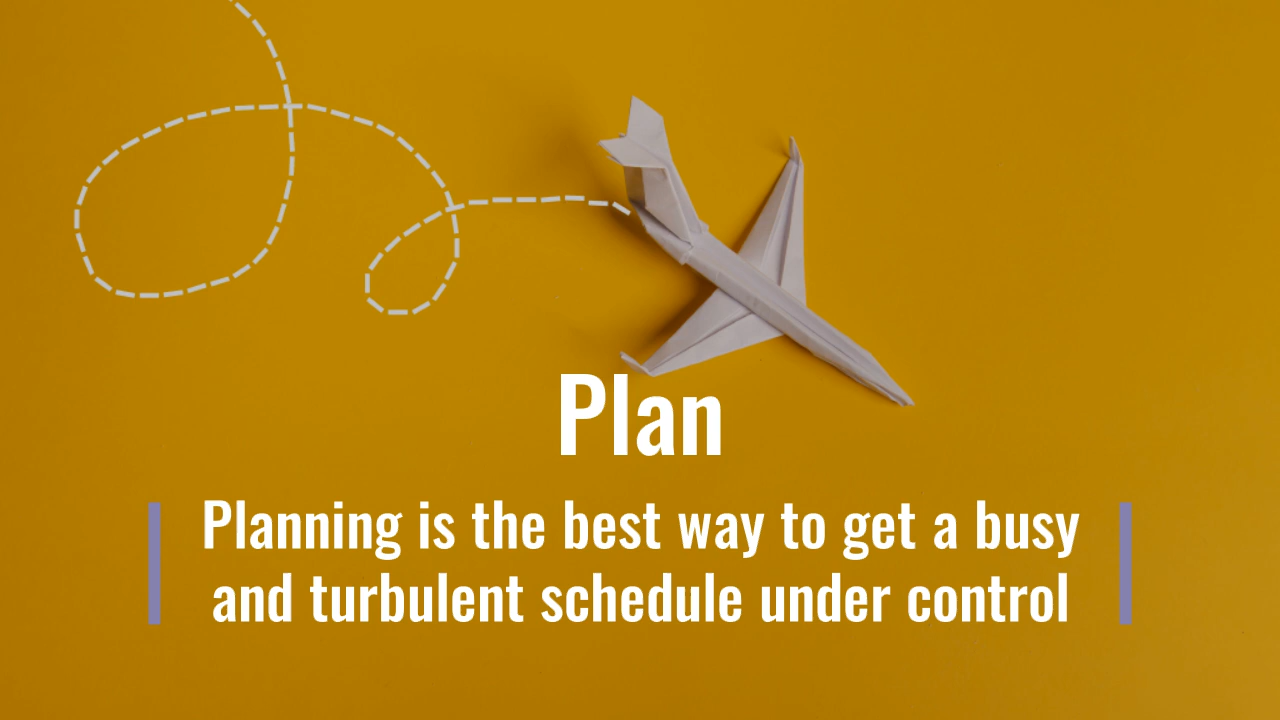 Plan
Planning is the best way to get a busy
and turbulent schedule under control